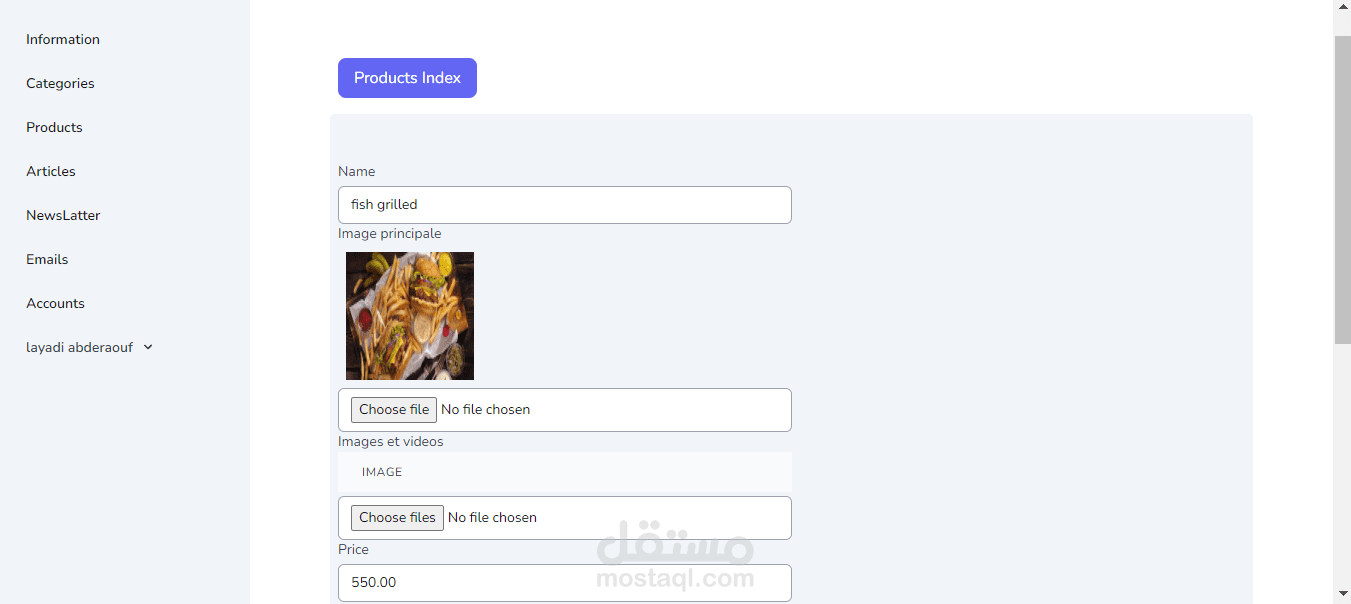 Information
Categories
Products
Articles
NewsLatter
Emails
Accounts
layadi abderaouf
Products Index
Name
fish grilled
Image principale
Choose file No file chosen
Images et videos
IMAGE
Choose files No file chosen
Price
550.00
مستقل
mostaql.com